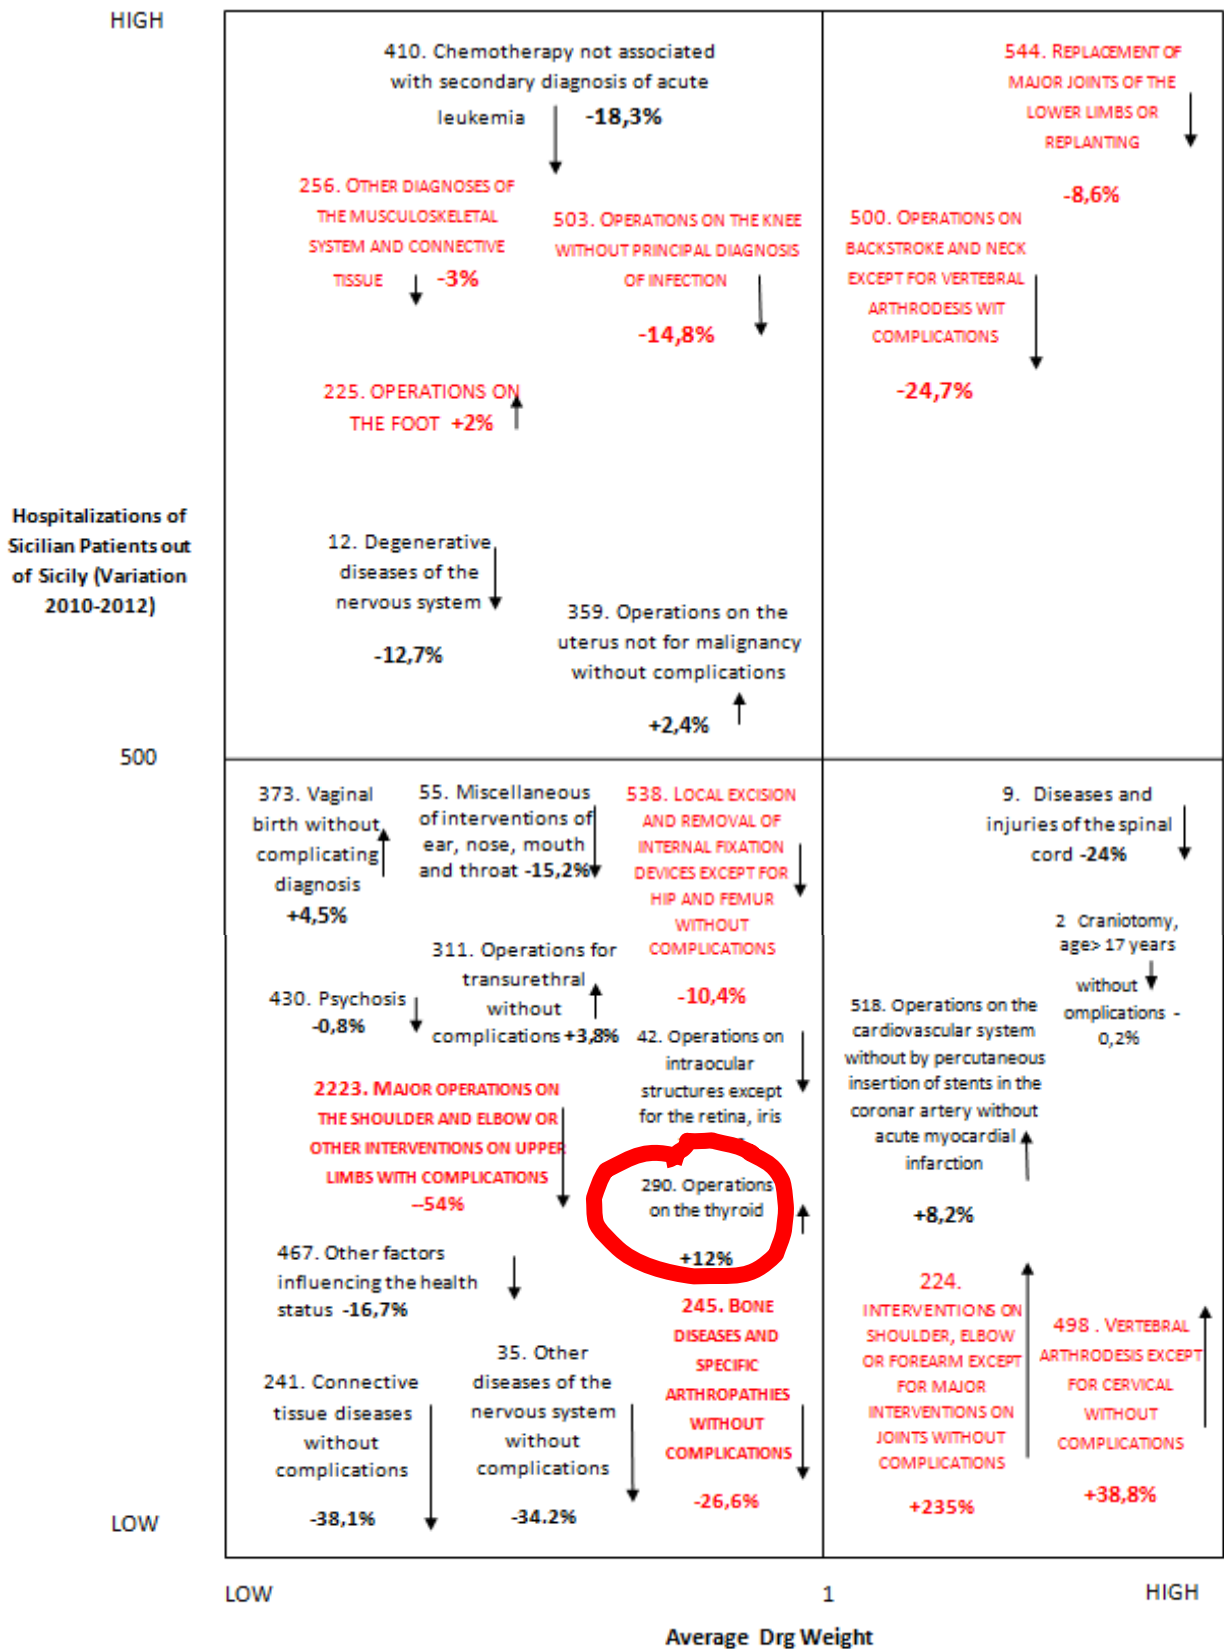 HIGH
410. Chemotherapy not associated
with secondary diagnosis of acute
leukemia -18,3%
256. OTHER DIAGNOSES OF
THE MUSCULOSKELETAL
SYSTEM AND CONNECTIVE
TISSUE -3%
503. OPERATIONS ON THE KNEE
WITHOUT PRINCIPAL DIAGNOSIS
OF INFECTION
-14,8%
225. OPERATIONS ON
THE FOOT +2%
12. Degenerative
diseases of the
nervous system
-12,7%
359. Operations on the
uterus not for malignancy
without complications
+2,4%
544. REPLACEMENT OF
MAJOR JOINTS OF THE
LOWER LIMBS OR
REPLANTING
-8,6%
500. OPERATIONS ON
BACKSTROKE AND NECK
EXCEPT FOR VERTEBRAL
ARTHRODESIS WIT
COMPLICATIONS
-24,7%
Hospitalizations of
Sicilian Patients out
of Sicily (Variation
2010-2012)
500
373. Vaginal
birth without
complicating
diagnosis
+4,5%
55. Miscellaneous
of interventions of
ear, nose, mouth
and throat -15,2%
538. LOCAL EXCISION
AND REMOVAL OF
INTERNAL FIXATION
DEVICES EXCEPT FOR
HIP AND FEMUR
WITHOUT
COMPLICATIONS
-10,4%
430. Psychosis
-0,8%
311. Operations for
transurethral
without
complications +3,8%
42. Operations on
intraocular
structures except
for the retina, iris
2223. MAJOR OPERATIONS ON
THE SHOULDER AND ELBOW OR
OTHER INTERVENTIONS ON UPPER
LIMBS WITH COMPLICATIONS
--54%
290. Operations
on the thyroid
+12%
467. Other factors
influencing the health
status -16,7%
245. BONE
DISEASES AND
SPECIFIC
ARTHROPATHIES
WITHOUT
COMPLICATIONS
-26,6%
241. Connective
tissue diseases
without
complications
-38,1%
35. Other
diseases of the
nervous system
without
complications
-34.2%
9. Diseases and
injuries of the spinal
cord -24%
2 Craniotomy,
age> 17 years
without
omplications -
0,2%
518. Operations on the
cardiovascular system
without by percutaneous
insertion of stents in the
coronar artery without
acute myocardial
infarction
+8,2%
224.
INTERVENTIONS ON
SHOULDER, ELBOW
OR FOREARM EXCEPT
FOR MAJOR
INTERVENTIONS ON
JOINTS WITHOUT
COMPLICATIONS
+235%
498 . VERTEBRAL
ARTHRODESIS EXCEPT
FOR CERVICAL
WITHOUT
COMPLICATIONS
+38,8%
LOW
LOW
1
HIGH
Average Drg Weight